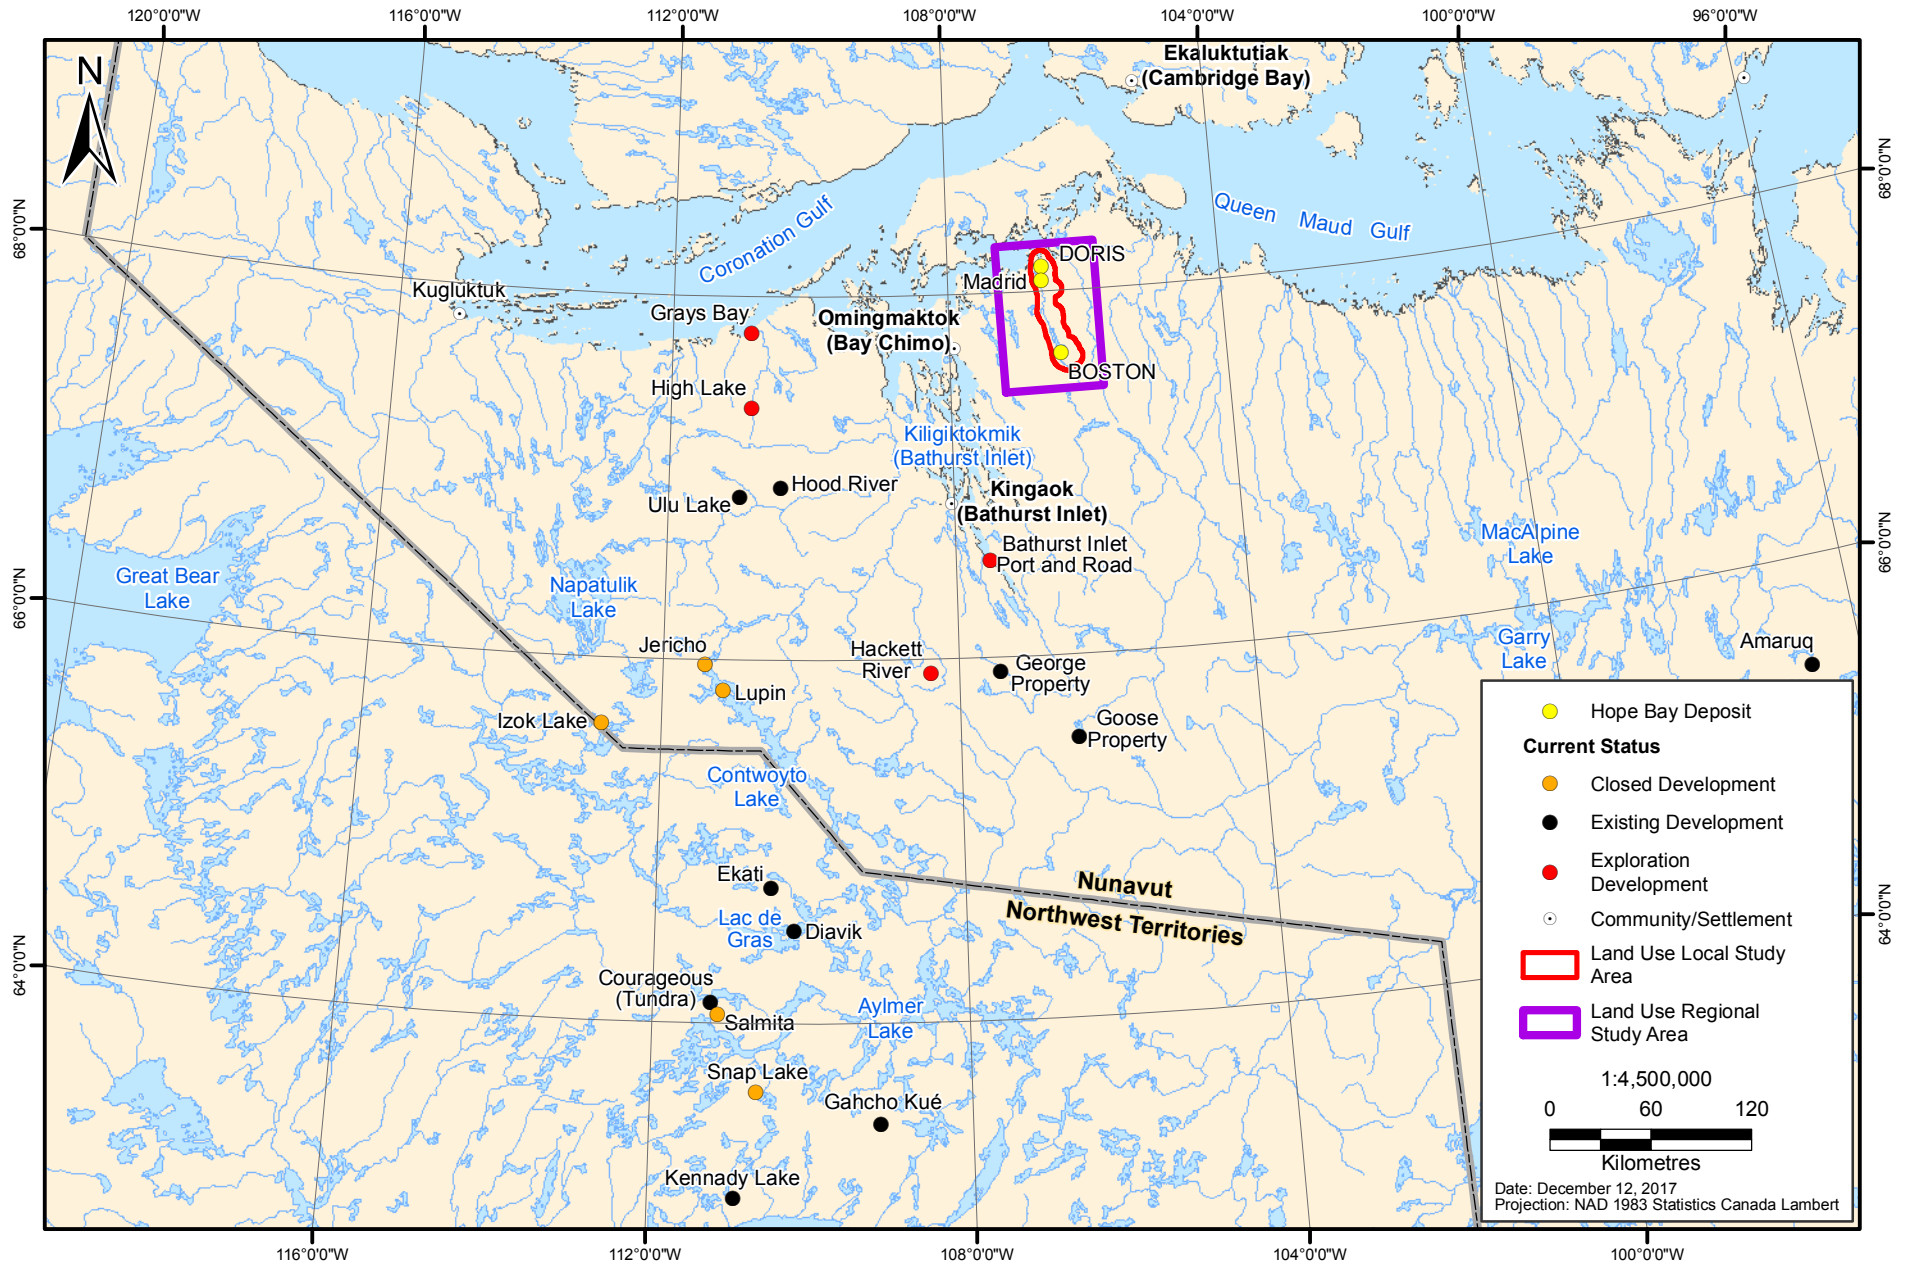 120°0'0"W
116°0'0"W
112°0'0"W
108°0'0"W
104°0'0"W
100°0'0"W
96°0'0"W
N
Ekaluktutiak
(Cambridge Bay)
68°0'0"N
68°0'0"N
Coronation Gulf
Queen Maud Gulf
DORIS
Madrid
Kugluktuk
Grays Bay
Omingmaktok
(Bay Chimo)
BOSTON
High Lake
Kiligiktokmik
(Bathurst Inlet)
Hood River
Ulu Lake
Kingaok
(Bathurst Inlet)
Bathurst Inlet
Port and Road
MacAlpine
Lake
66°0'0"N
66°0'0"N
Great Bear
Lake
Napatulik
Lake
Garry
Lake
Amaruq
Jericho
Hackett
River
George
Property
Lupin
Izok Lake
Goose
Property
Contwoyto
Lake
Ekati
Nunavut
Northwest Territories
Lac de
Gras
Diavik
64°0'0"N
64°0'0"N
Courageous
(Tundra)
Salmita
Aylmer
Lake
Snap Lake
Gahcho Kué
Kennady Lake
Hope Bay Deposit
Current Status
Closed Development
Existing Development
Exploration
Development
Community/Settlement
Land Use Local Study
Area
Land Use Regional
Study Area
1:4,500,000
0 60 120
Kilometres
Date: December 12, 2017
Projection: NAD 1983 Statistics Canada Lambert
116°0'0"W
112°0'0"W
108°0'0"W
104°0'0"W
100°0'0"W